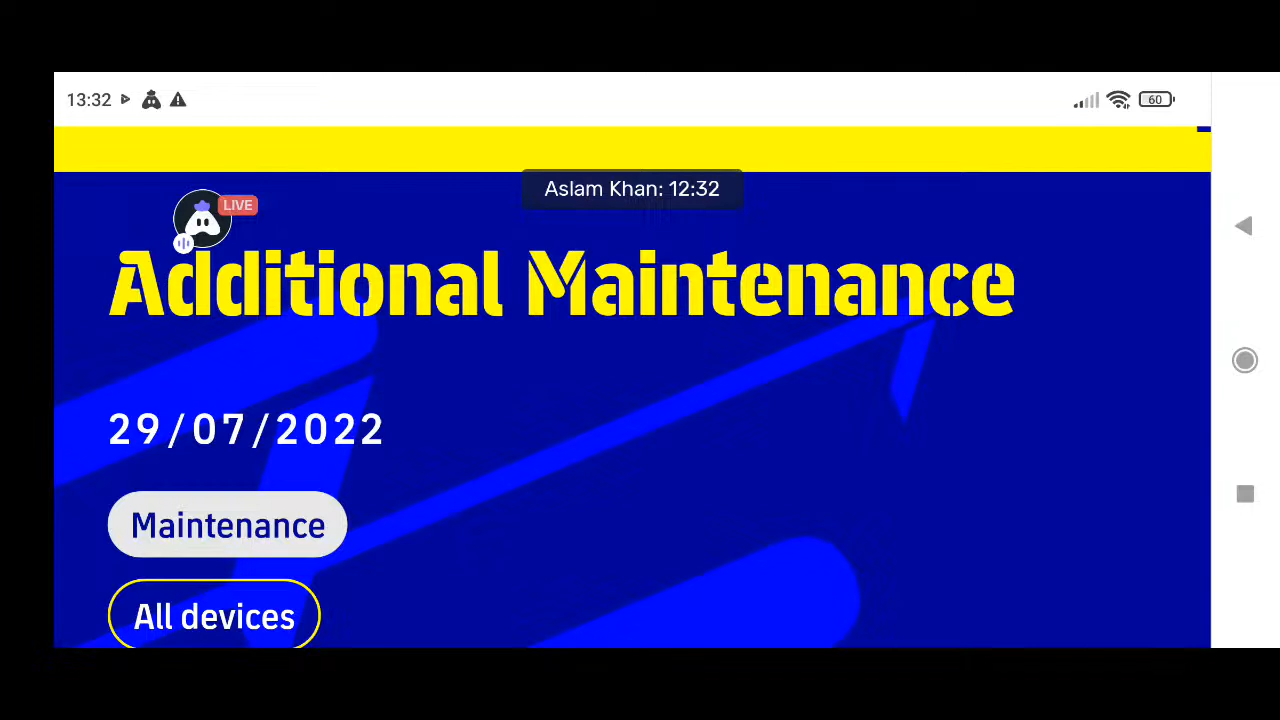 13:32
60
Aslam Khan: 12:32
LIVE
Additional Maintenance
29/07/2022
Maintenance
All devices